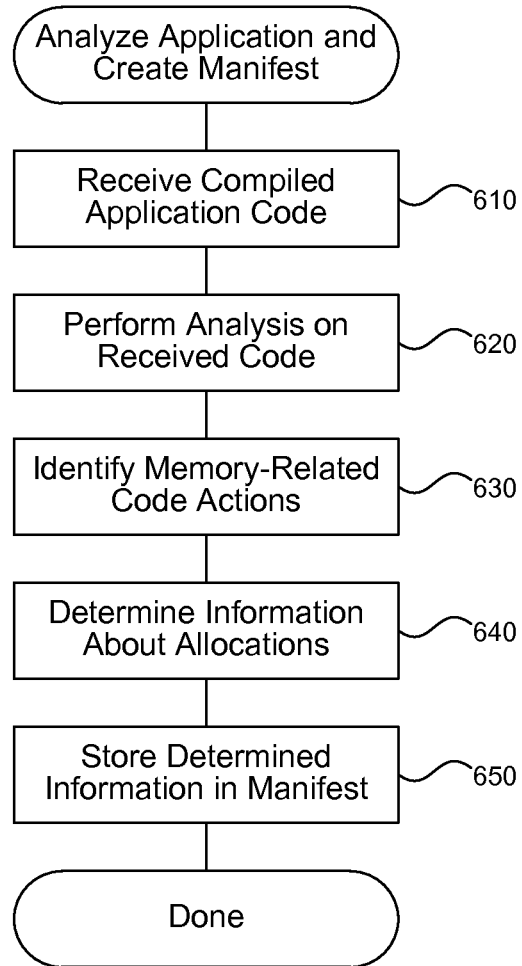 Analyze Application and
Create Manifest
Receive Compiled
Application Code
610
Perform Analysis on
Received Code
620
Identify Memory-Related
Code Actions
630
Determine Information
About Allocations
640
Store Determined
Information in Manifest
650
Done